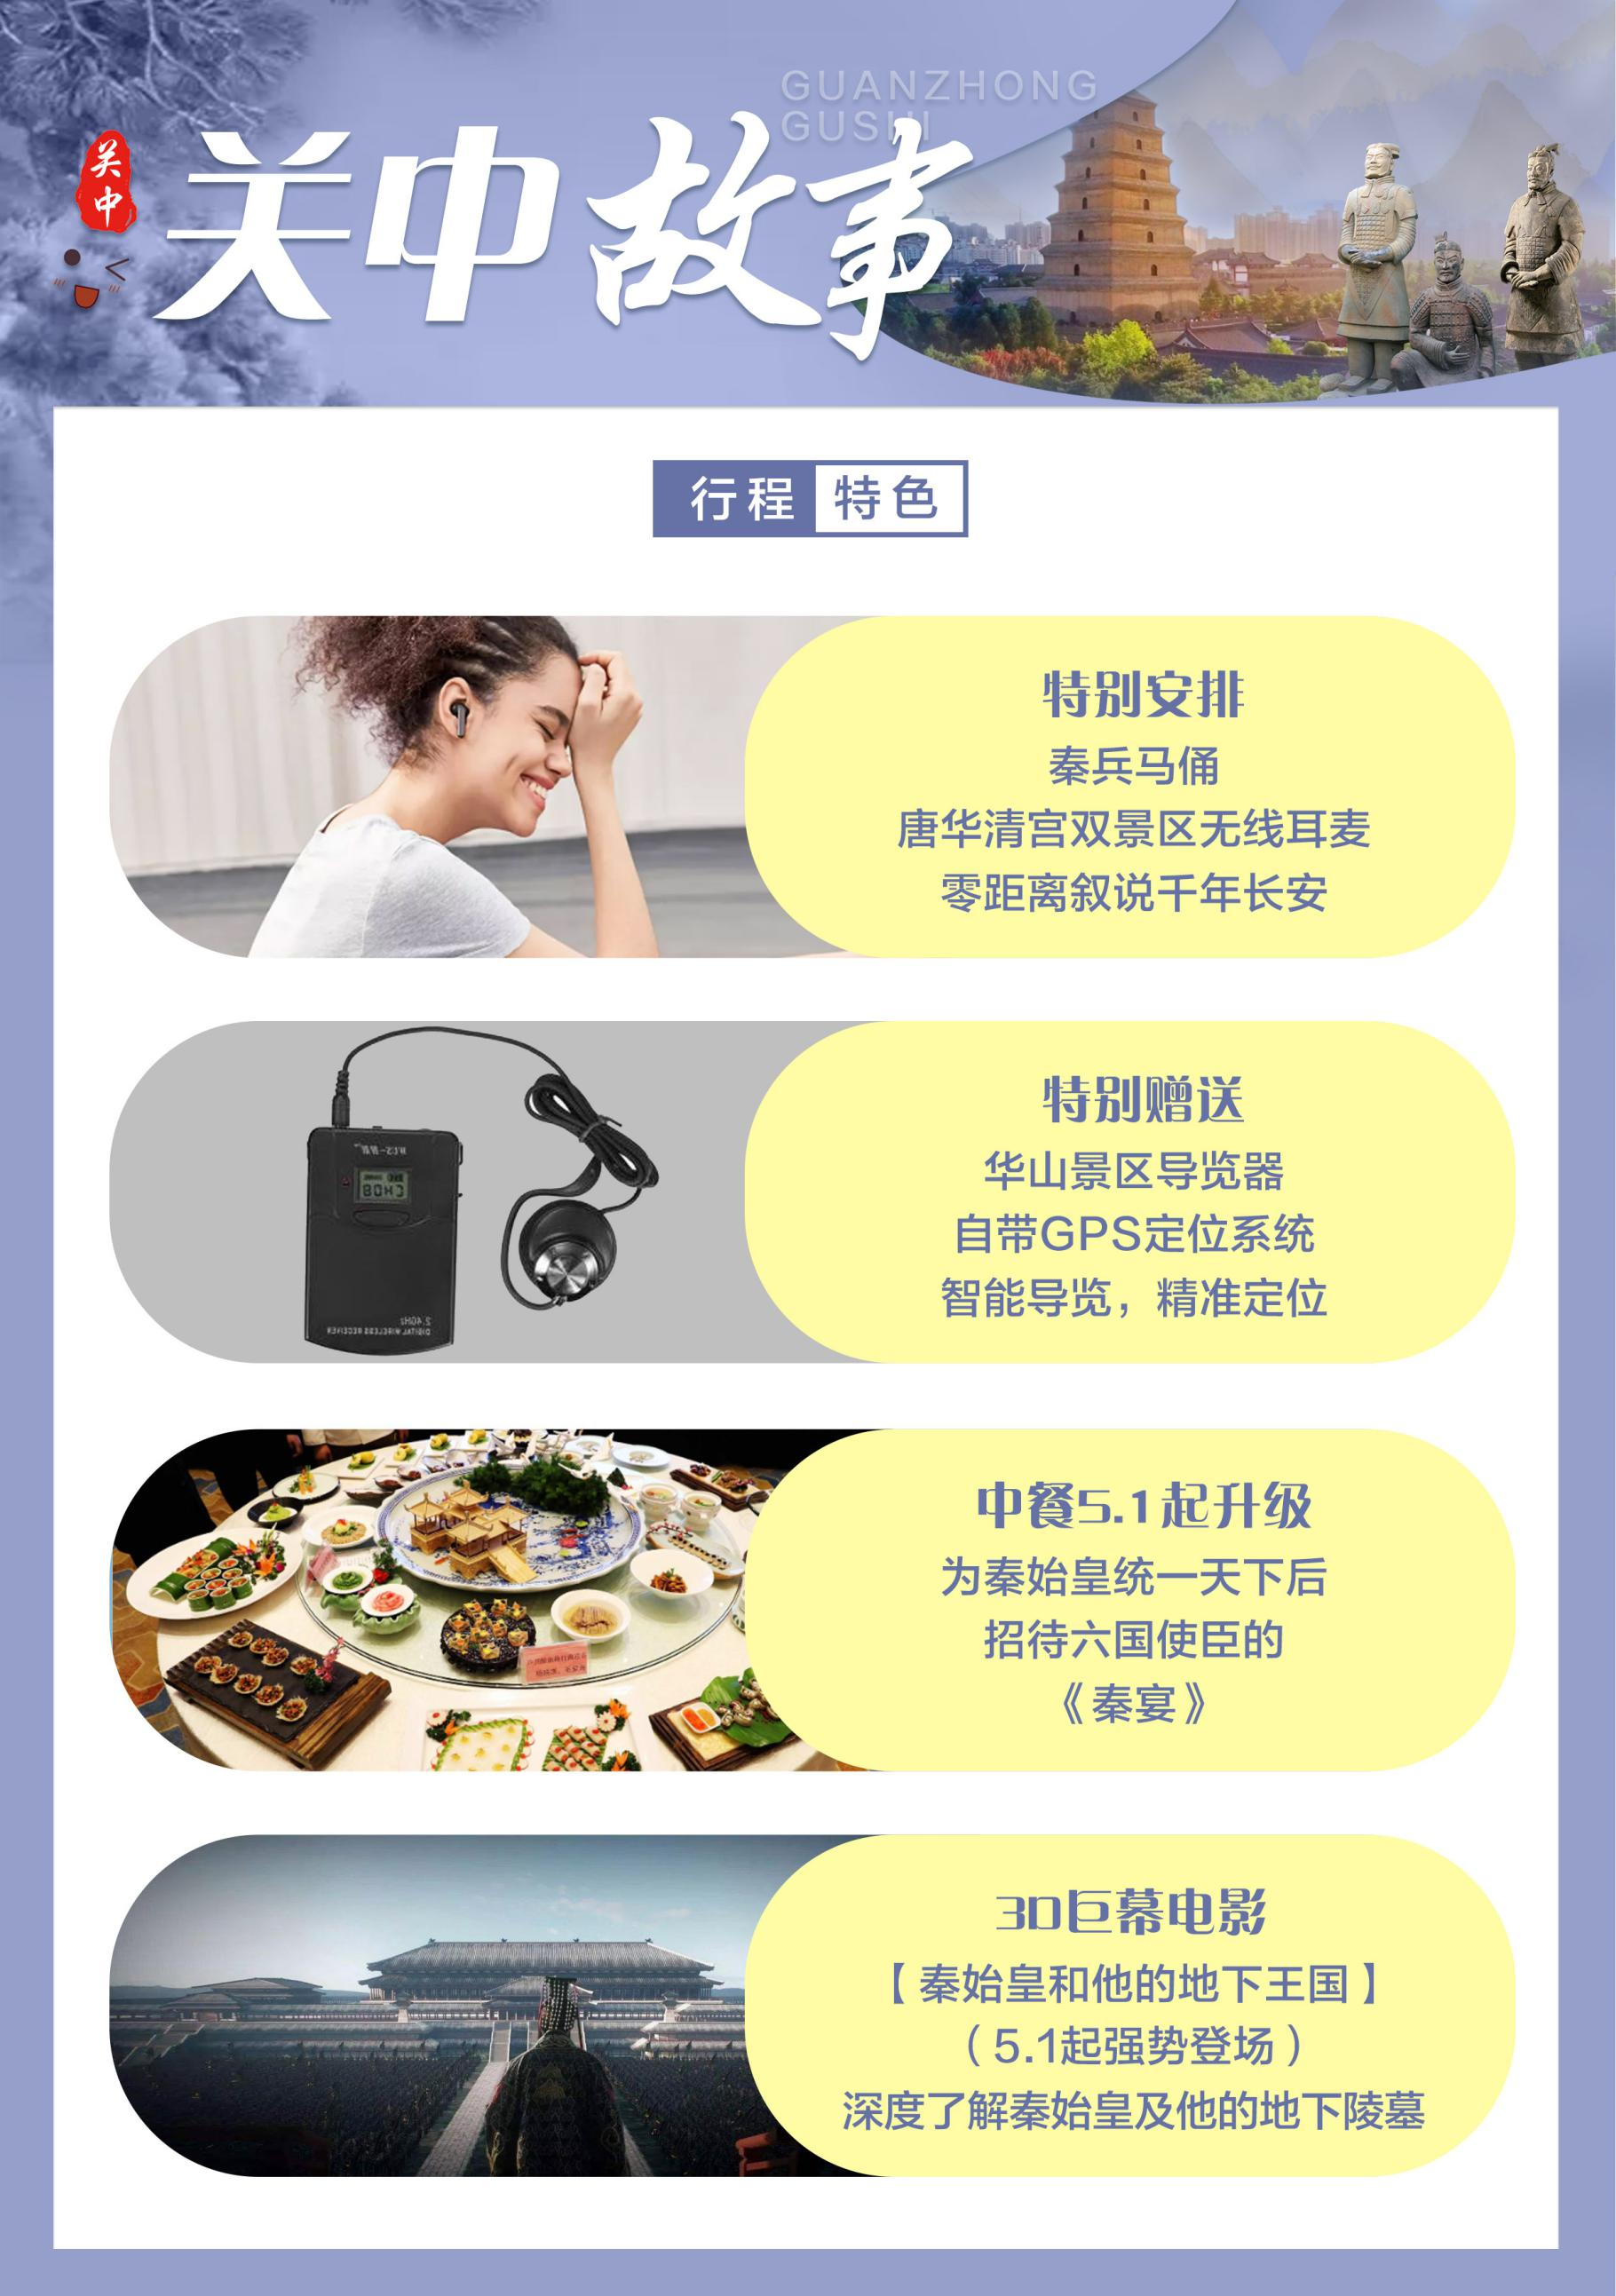 GUANZHONG
GUSHI
关中
关中故事
行程 特色
特别安排
秦兵马俑
唐华清宫双景区无线耳麦
零距离叙说千年长安
特别赠送
华山景区导览器
自带GPS定位系统
智能导览，精准定位
CH08
2.4GHz
DIGITAL WIRELESS RECEIVER
中餐5.1起升级
为秦始皇统一天下后
招待六国使臣的
《秦宴》
3D巨幕电影
【秦始皇和他的地下王国】
（5.1起强势登场）
深度了解秦始皇及他的地下陵墓